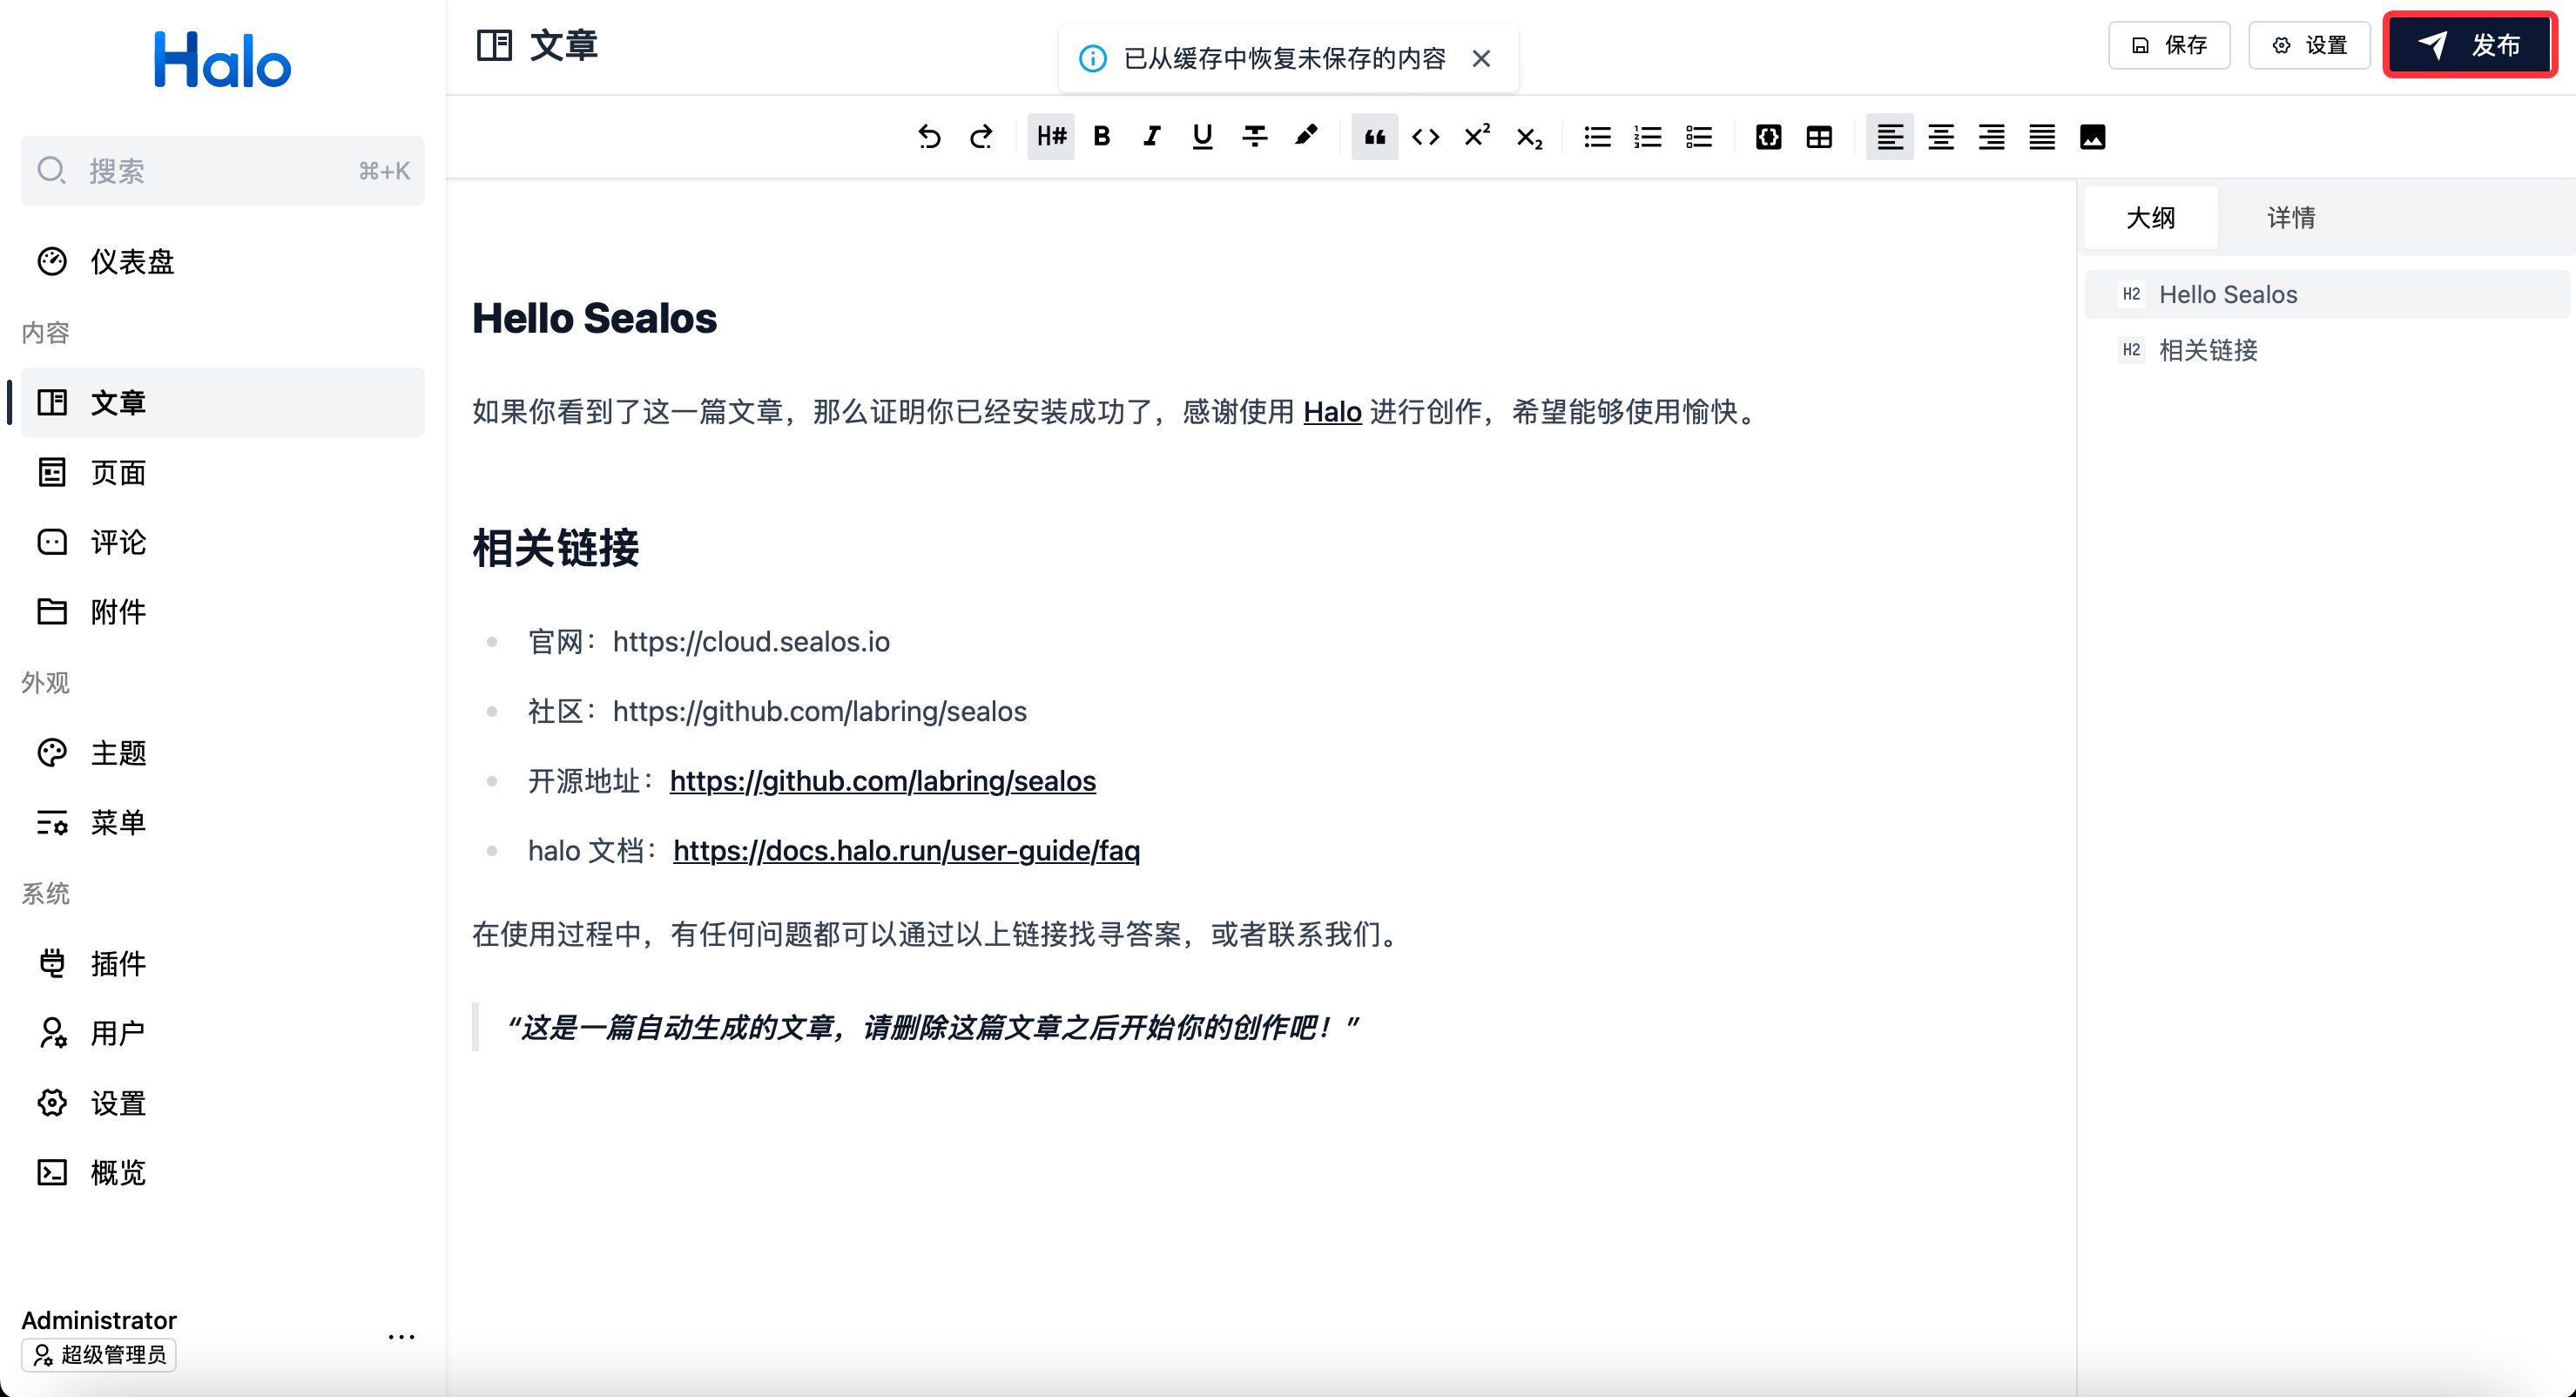 Halo
搜索
⌘+K
仪表盘
内容
文章
页面
评论
附件
外观
主题
菜单
系统
插件
用户
设置
概览
Administrator
超级管理员
文章
已从缓存中恢复未保存的内容
保存
设置
发布
H#
Hello Sealos
如果你看到了这一篇文章，那么证明你已经安装成功了，感谢使用 Halo 进行创作，希望能够使用愉快。
相关链接
官网：https://cloud.sealos.io
社区：https://github.com/labring/sealos
开源地址：https://github.com/labring/sealos
halo 文档：https://docs.halo.run/user-guide/faq
在使用过程中，有任何问题都可以通过以上链接找寻答案，或者联系我们。
“这是一篇自动生成的文章，请删除这篇文章之后开始你的创作吧！”
大纲
详情
H2 Hello Sealos
H2 相关链接